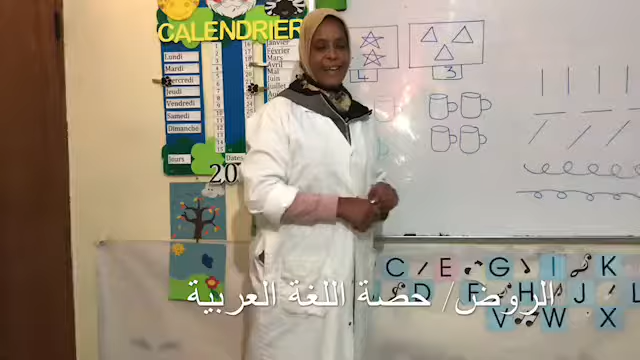 CALENDRIER
Lundi
Mardi
Mercredi
Jeudi
Vendredi
Samedi
Dimanche
Jours
Dates
Janvier
Février
Mars
Avril
Mai
Juin
Juillet
20
4
3
C E G I K
D F H J L
V W X
الروض/ حصة اللغة العربية